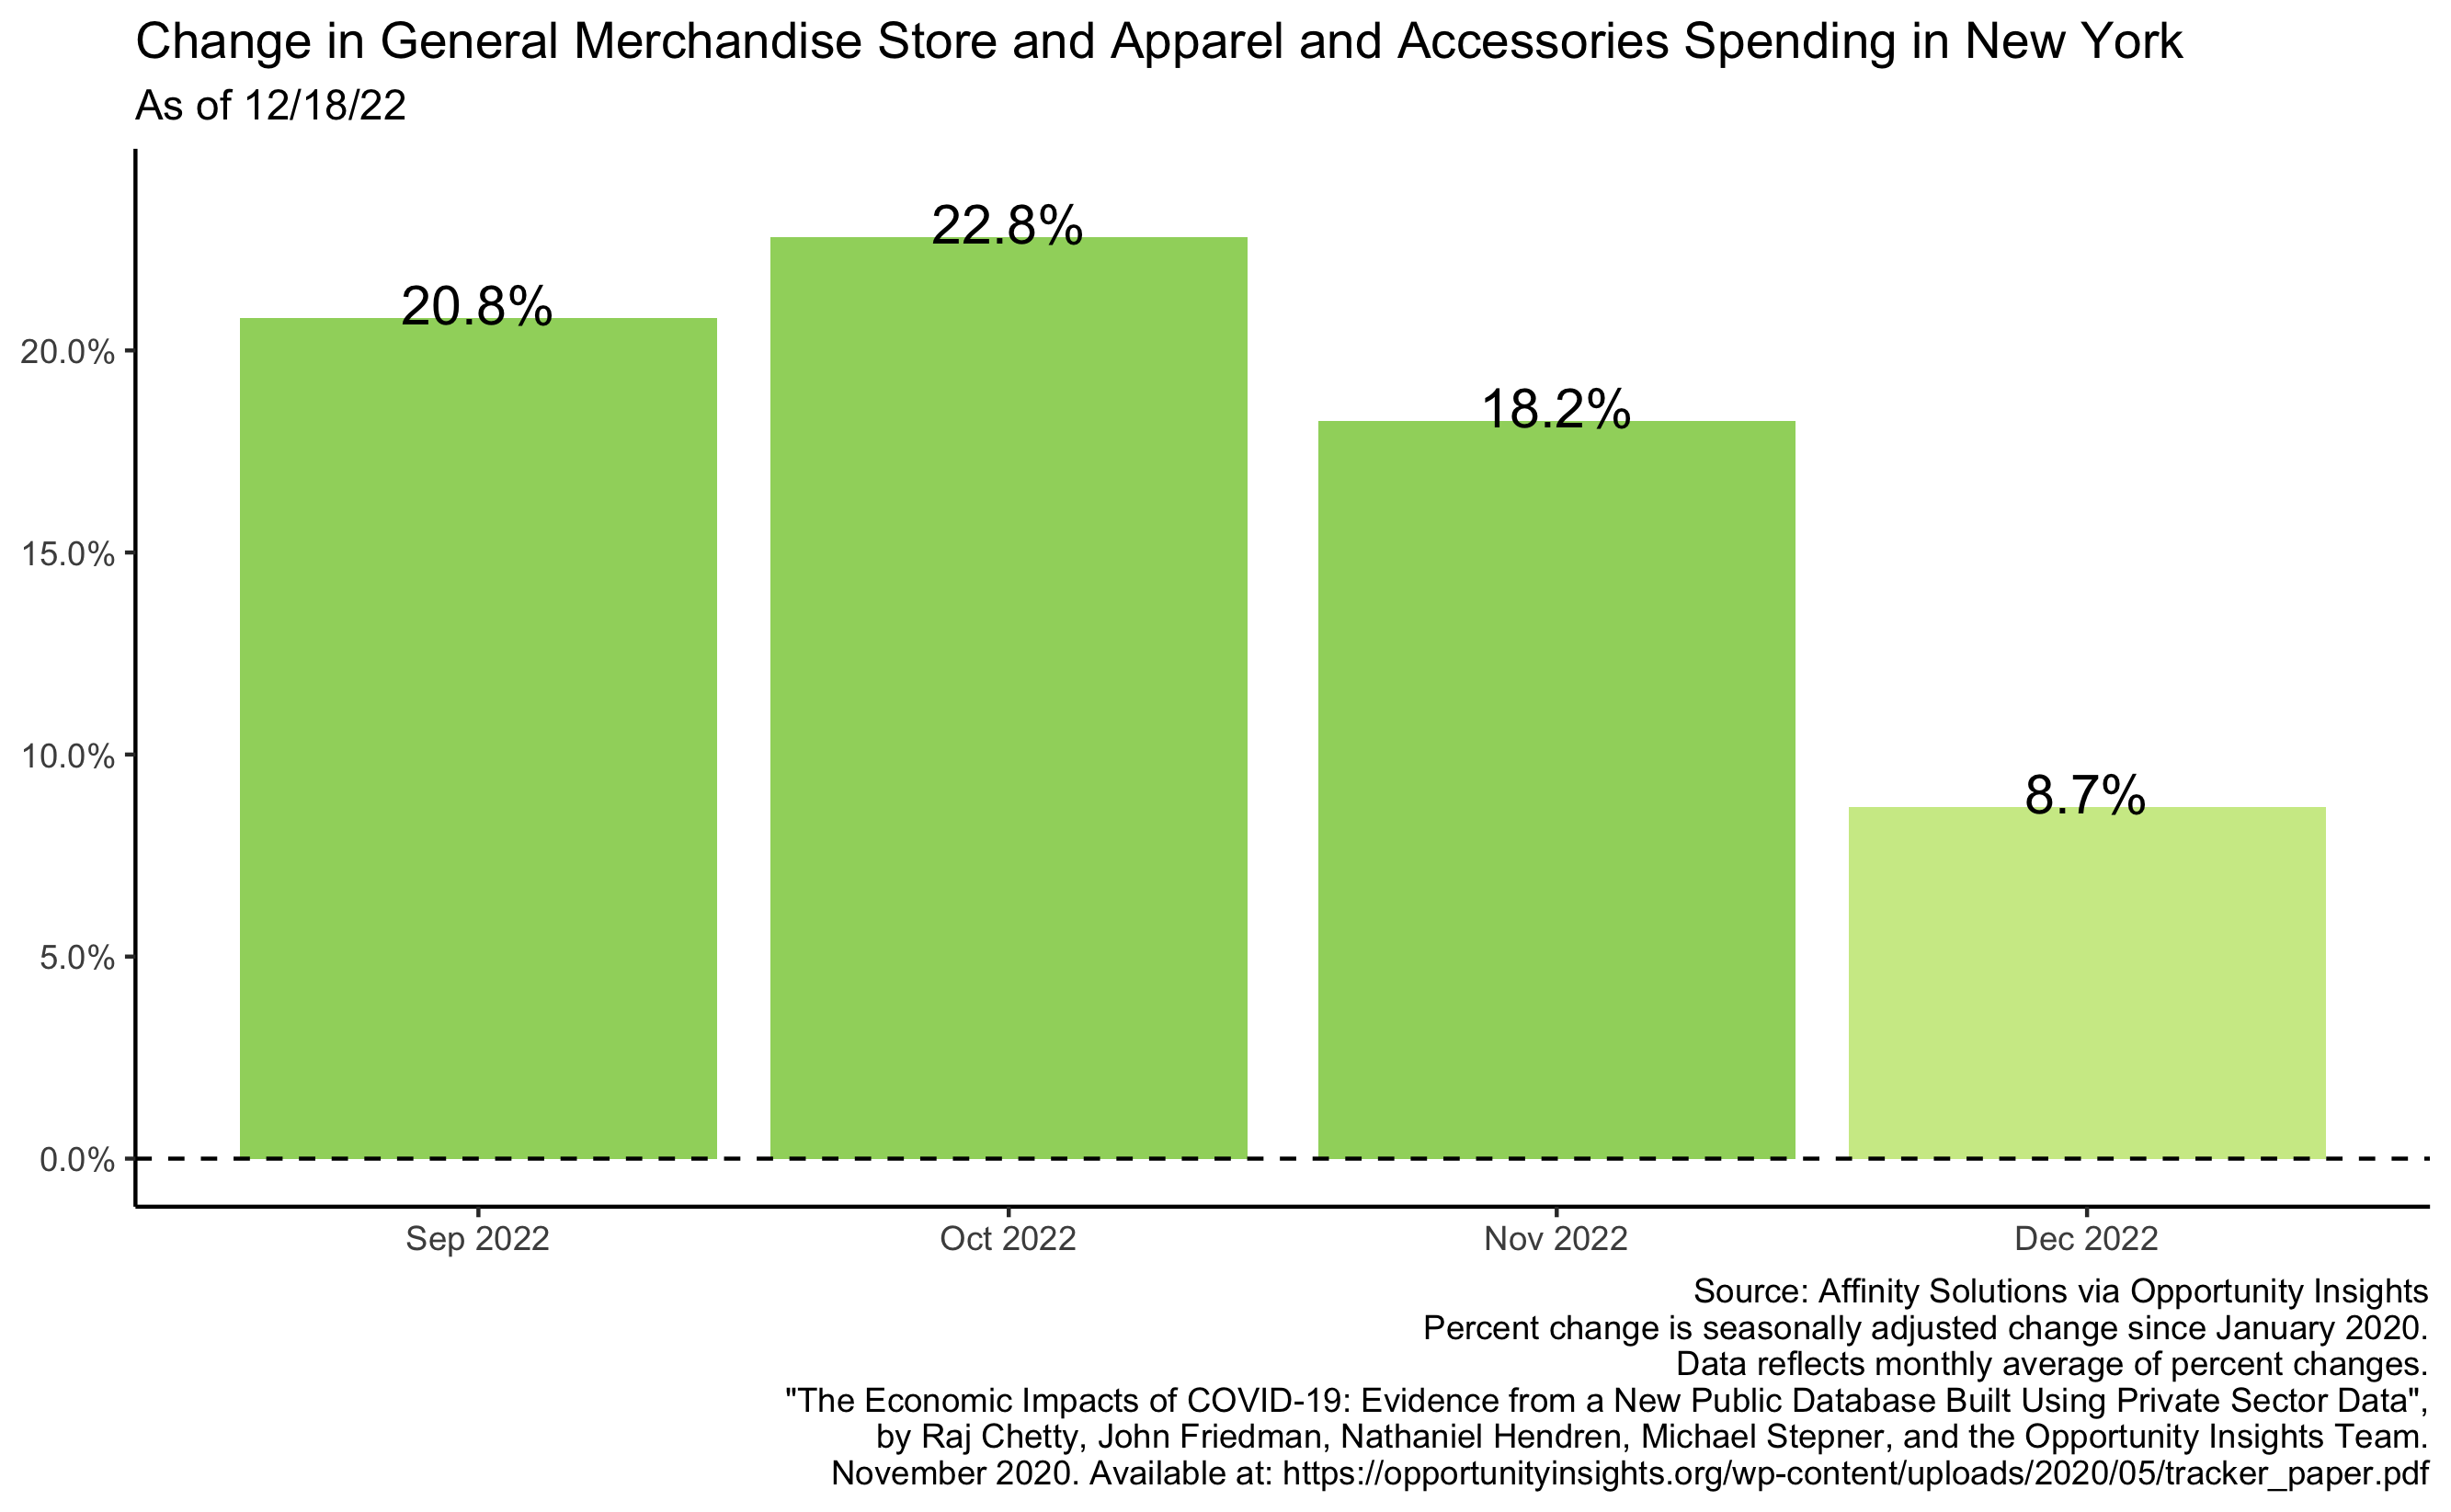 Change in General Merchandise Store and Apparel and Accessories Spending in New York
As of 12/18/22
22.8%
20.8%
20.0%
18.2%
15.0%
10.0%
8.7%
5.0%
0.0%
Sep 2022 Oct 2022 Nov 2022 Dec 2022
Source: Affinity Solutions via Opportunity Insights
Percent change is seasonally adjusted change since January 2020.
Data reflects monthly average of percent changes.
"The Economic Impacts of COVID-19: Evidence from a New Public Database Built Using Private Sector Data",
by Raj Chetty, John Friedman, Nathaniel Hendren, Michael Stepner, and the Opportunity Insights Team.
November 2020. Available at: https://opportunityinsights.org/wp-content/uploads/2020/05/tracker_paper.pdf